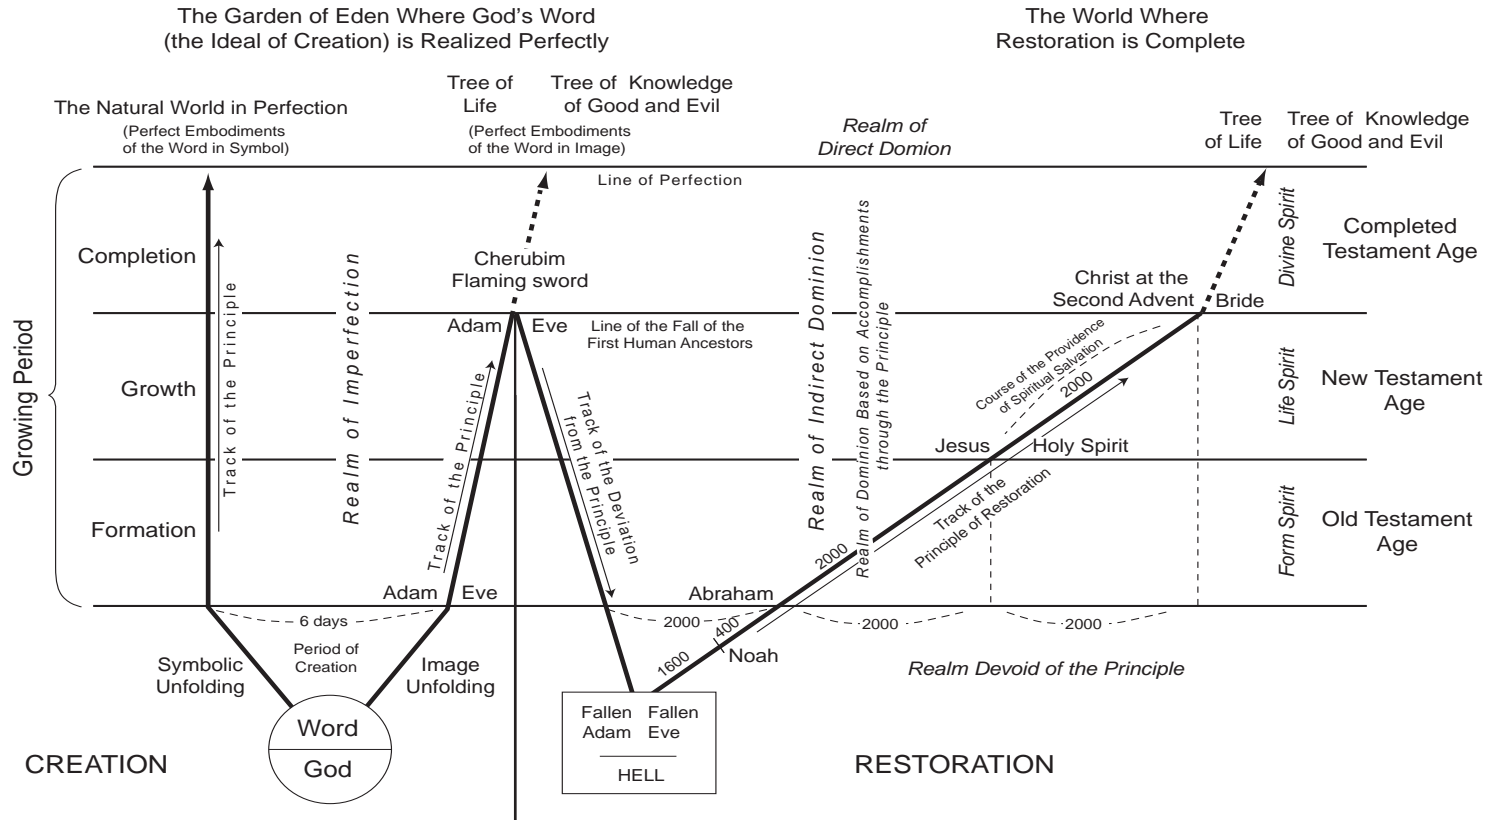 The Garden of Eden Where God’s Word
(the Ideal of Creation) is Realized Perfectly
The World Where
Restoration is Complete
The Natural World in Perfection
(Perfect Embodiments
of the Word in Symbol)
Tree of
Life
Tree of Knowledge
of Good and Evil
(Perfect Embodiments
of the Word in Image)
Realm of
Direct Domion
Tree
of Life
Tree of Knowledge
of Good and Evil
Line of Perfection
Growing Period
Completion
Growth
Formation
Track of the Principle
Realm of Imperfection
Cherubim
Flaming sword
Adam
Eve
Line of the Fall of the
First Human Ancestors
Track of the Principle
Track of the Deviation
from the Principle
Realm of Indirect Dominion
Realm of Dominion Based on Accomplishments
through the Principle
Christ at the
Second Advent
Bride
Course of the Providence
of Spiritual Salvation
2000
Jesus
Holy Spirit
Track of the
Principle of Restoration
2000
Divine Spirit
Life Spirit
Form Spirit
Completed
Testament Age
New Testament
Age
Old Testament
Age
Adam
Eve
Abraham
6 days
2000
2000
2000
Period of
Creation
Symbolic
Unfolding
Image
Unfolding
400
Noah
1600
Realm Devoid of the Principle
Word
God
Fallen
Adam
Fallen
Eve
HELL
CREATION
RESTORATION